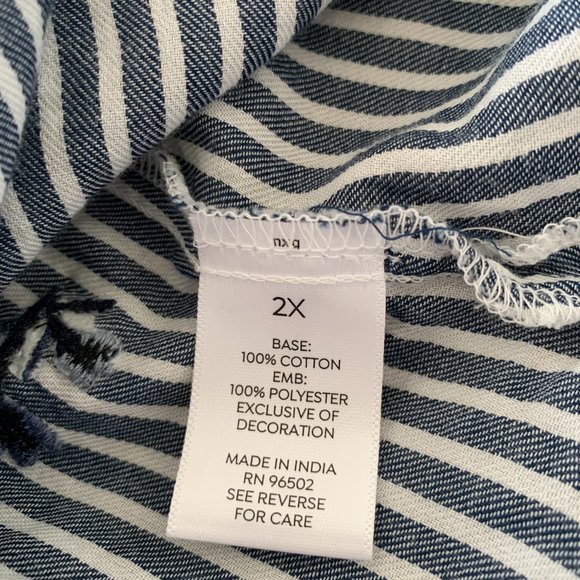 2X
BASE:
100% COTTON
EMB:
100% POLYESTER
EXCLUSIVE OF
DECORATION
MADE IN INDIA
RN 96502
SEE REVERSE
FOR CARE